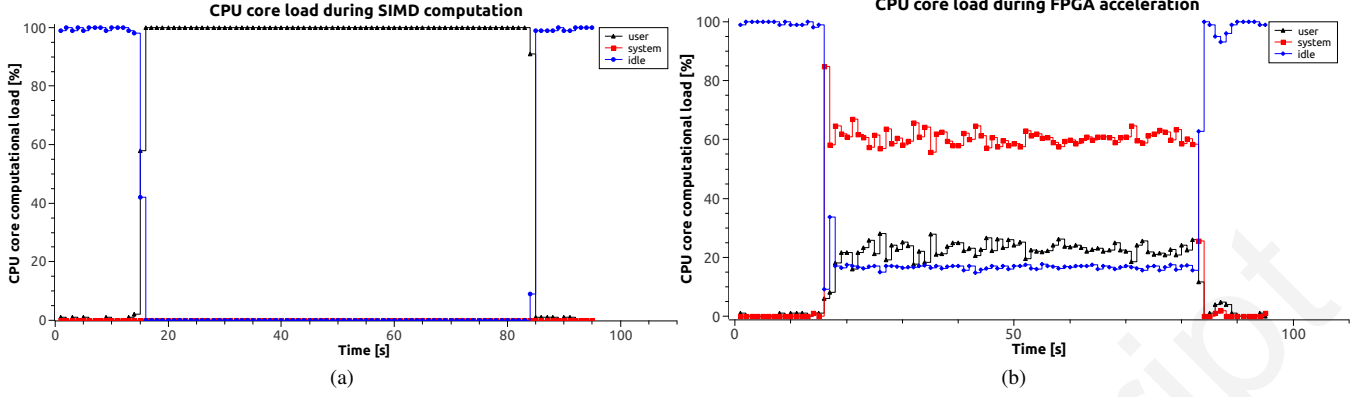 CPU core load during SIMD computation
CPU core computational load [%]
100
80
60
40
20
0
0
20
40
60
80
100
Time [s]
user
system
idle
(a)
CPU core load during FPGA acceleration
CPU core computational load [%]
100
80
60
40
20
0
0
50
100
Time [s]
user
system
idle
(b)